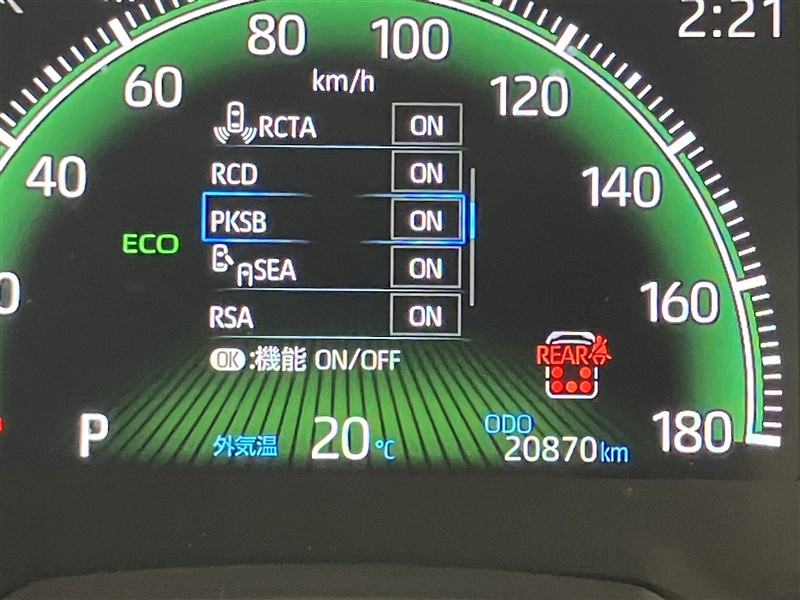 2:21
80 100
km/h
60 120
RCTA ON
40 RCD ON 140
PKSB ON
ECO
SEA ON
160
RSA ON
REAR
OK :機能 ON/OFF
P 外気温 20 °C ODO 180
20870 km